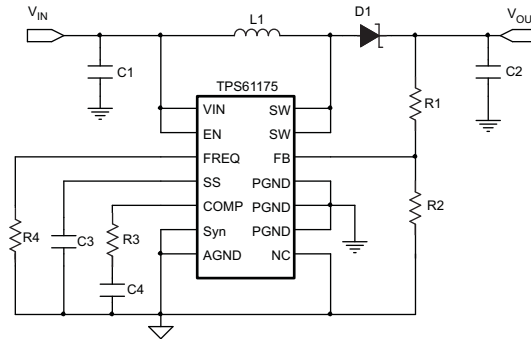 VIN
L1
D1
VOUT
C1
C2
TPS61175
VIN
SW
R1
EN
SW
FREQ
FB
SS
PGND
COMP
PGND
R2
R4
C3
R3
Syn
PGND
AGND
NC
C4